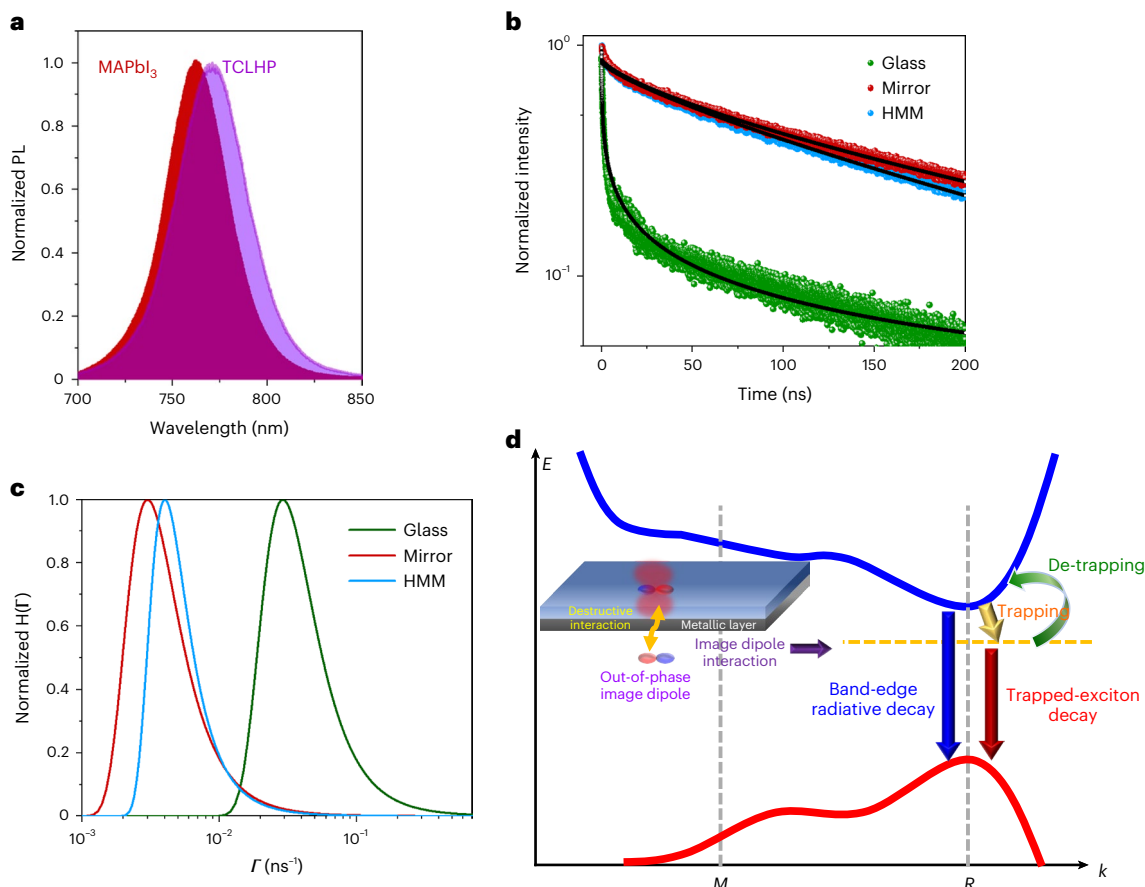 a
Normalized PL
1.0
0.8
0.6
0.4
0.2
0
MAPbI₃
TCLHP
700
750
800
850
Wavelength (nm)
b
Normalized intensity
10⁰
10⁻¹
Glass
Mirror
HMM
0
50
100
150
200
Time (ns)
c
Normalized H(Γ)
1.0
0.8
0.6
0.4
0.2
0
Glass
Mirror
HMM
10⁻³
10⁻²
10⁻¹
Γ (ns⁻¹)
d
E
De-trapping
Trapping
Destructive
interaction
Metallic layer
Image dipole
interaction
Out-of-phase
image dipole
Band-edge
radiative decay
Trapped-exciton
decay
k
M
R